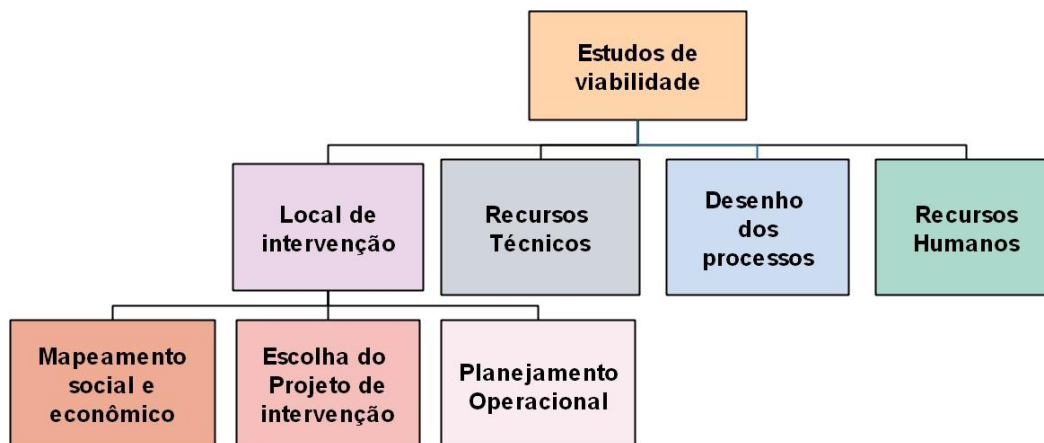 Estudos de
viabilidade
Local de
intervenção
Recursos
Técnicos
Desenho
dos
processos
Recursos
Humanos
Mapeamento
social e
econômico
Escolha do
Projeto de
intervenção
Planejamento
Operacional